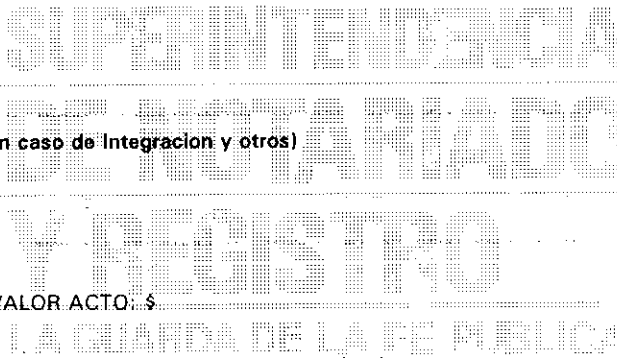 SUPERINTENDENCIA
DE NOTARIADO
n caso de Integracion y otros)
Y REGISTRO
VALOR ACTO: $
LA GUARDA DE LA FE PUBLICA